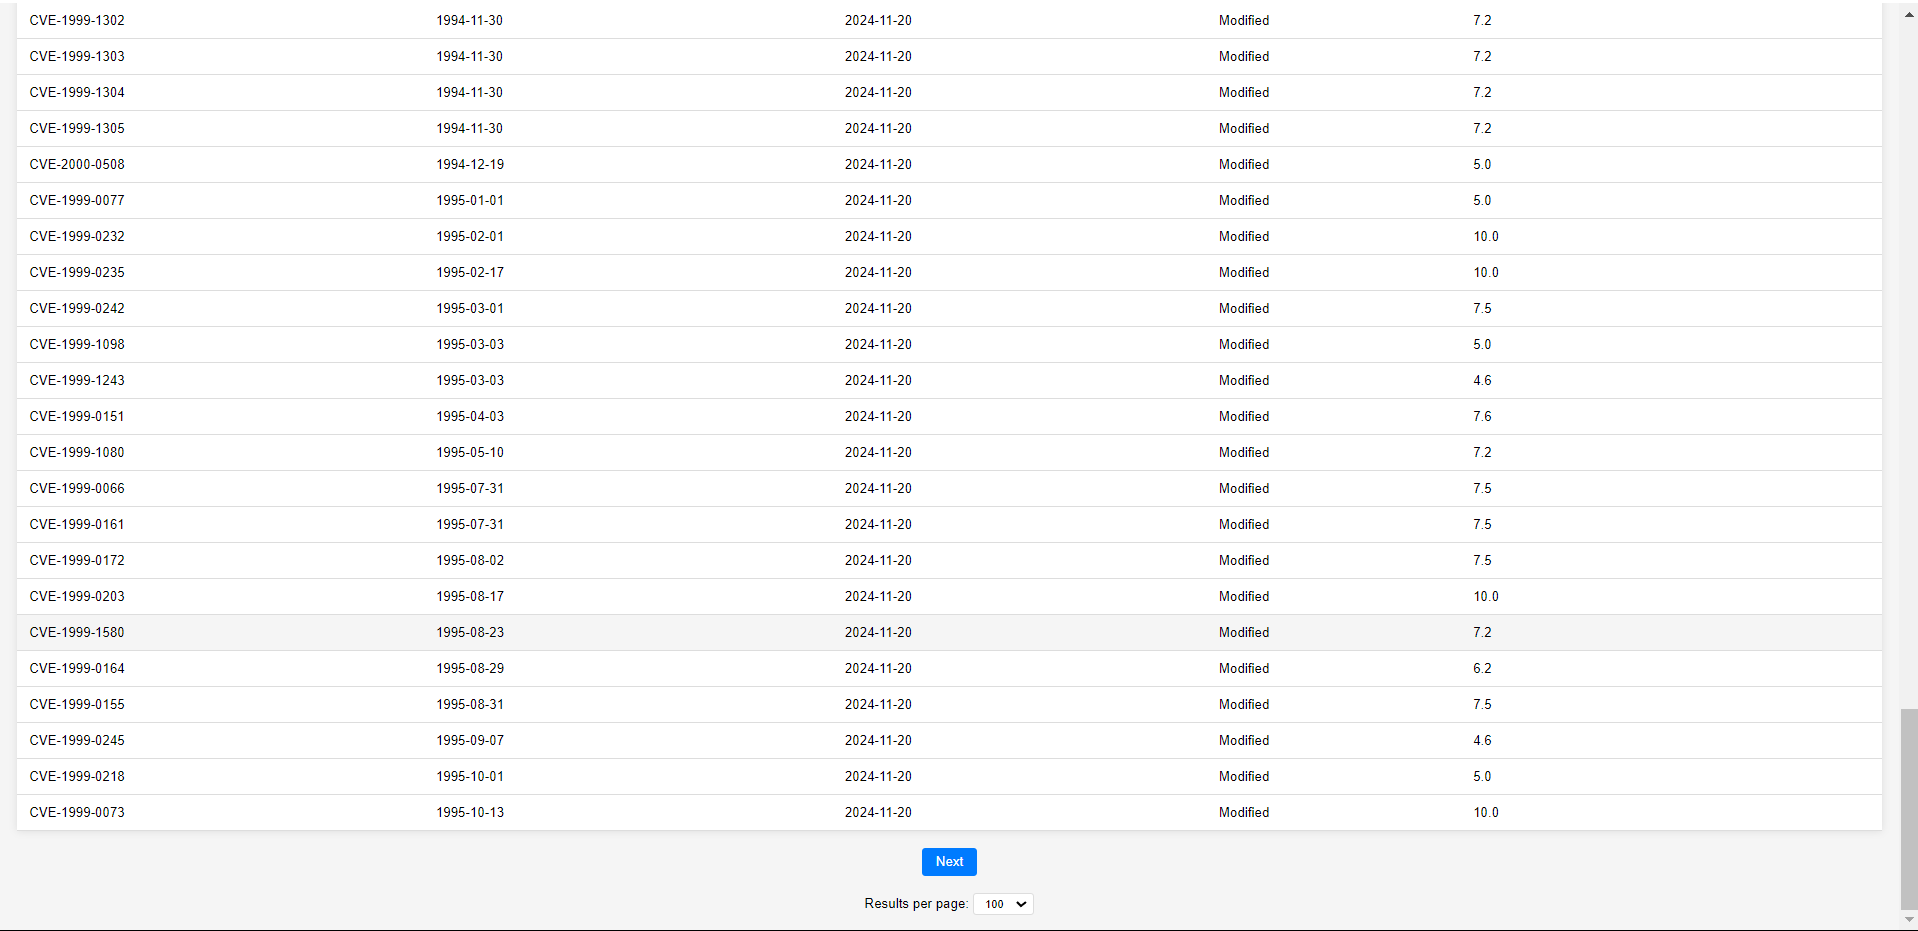 CVE-1999-1302 1994-11-30 2024-11-20 Modified 7.2
CVE-1999-1303 1994-11-30 2024-11-20 Modified 7.2
CVE-1999-1304 1994-11-30 2024-11-20 Modified 7.2
CVE-1999-1305 1994-11-30 2024-11-20 Modified 7.2
CVE-2000-0508 1994-12-19 2024-11-20 Modified 5.0
CVE-1999-0077 1995-01-01 2024-11-20 Modified 5.0
CVE-1999-0232 1995-02-01 2024-11-20 Modified 10.0
CVE-1999-0235 1995-02-17 2024-11-20 Modified 10.0
CVE-1999-0242 1995-03-01 2024-11-20 Modified 7.5
CVE-1999-1098 1995-03-03 2024-11-20 Modified 5.0
CVE-1999-1243 1995-03-03 2024-11-20 Modified 4.6
CVE-1999-0151 1995-04-03 2024-11-20 Modified 7.6
CVE-1999-1080 1995-05-10 2024-11-20 Modified 7.2
CVE-1999-0066 1995-07-31 2024-11-20 Modified 7.5
CVE-1999-0161 1995-07-31 2024-11-20 Modified 7.5
CVE-1999-0172 1995-08-02 2024-11-20 Modified 7.5
CVE-1999-0203 1995-08-17 2024-11-20 Modified 10.0
CVE-1999-1580 1995-08-23 2024-11-20 Modified 7.2
CVE-1999-0164 1995-08-29 2024-11-20 Modified 6.2
CVE-1999-0155 1995-08-31 2024-11-20 Modified 7.5
CVE-1999-0245 1995-09-07 2024-11-20 Modified 4.6
CVE-1999-0218 1995-10-01 2024-11-20 Modified 5.0
CVE-1999-0073 1995-10-13 2024-11-20 Modified 10.0
Next
Results per page: 100